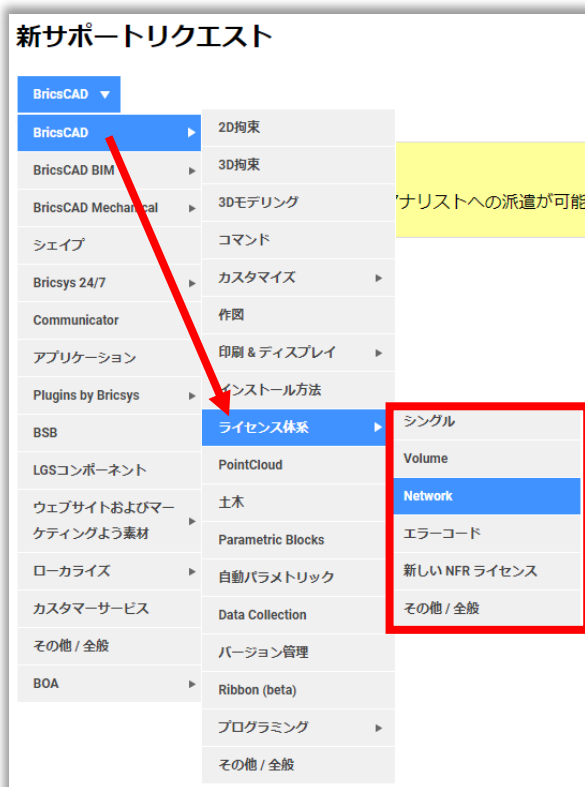 新サポートリクエスト
BricsCAD ▼
BricsCAD
BricsCAD BIM
BricsCAD Mechanical
シェイプ
Bricsys 24/7
Communicator
アプリケーション
Plugins by Bricsys
BSB
LGSコンポーネント
ウェブサイトおよびマー
ケティングよう素材
ローカライズ
カスタマーサービス
その他 / 全般
BOA
2D拘束
3D拘束
3Dモデリング
コマンド
カスタマイズ
作図
印刷 & ディスプレイ
インストール方法
ライセンス体系
PointCloud
土木
Parametric Blocks
自動パラメトリック
Data Collection
バージョン管理
Ribbon (beta)
プログラミング
その他 / 全般
ナリストへの派遣が可能
シングル
Volume
Network
エラーコード
新しい NFR ライセンス
その他 / 全般